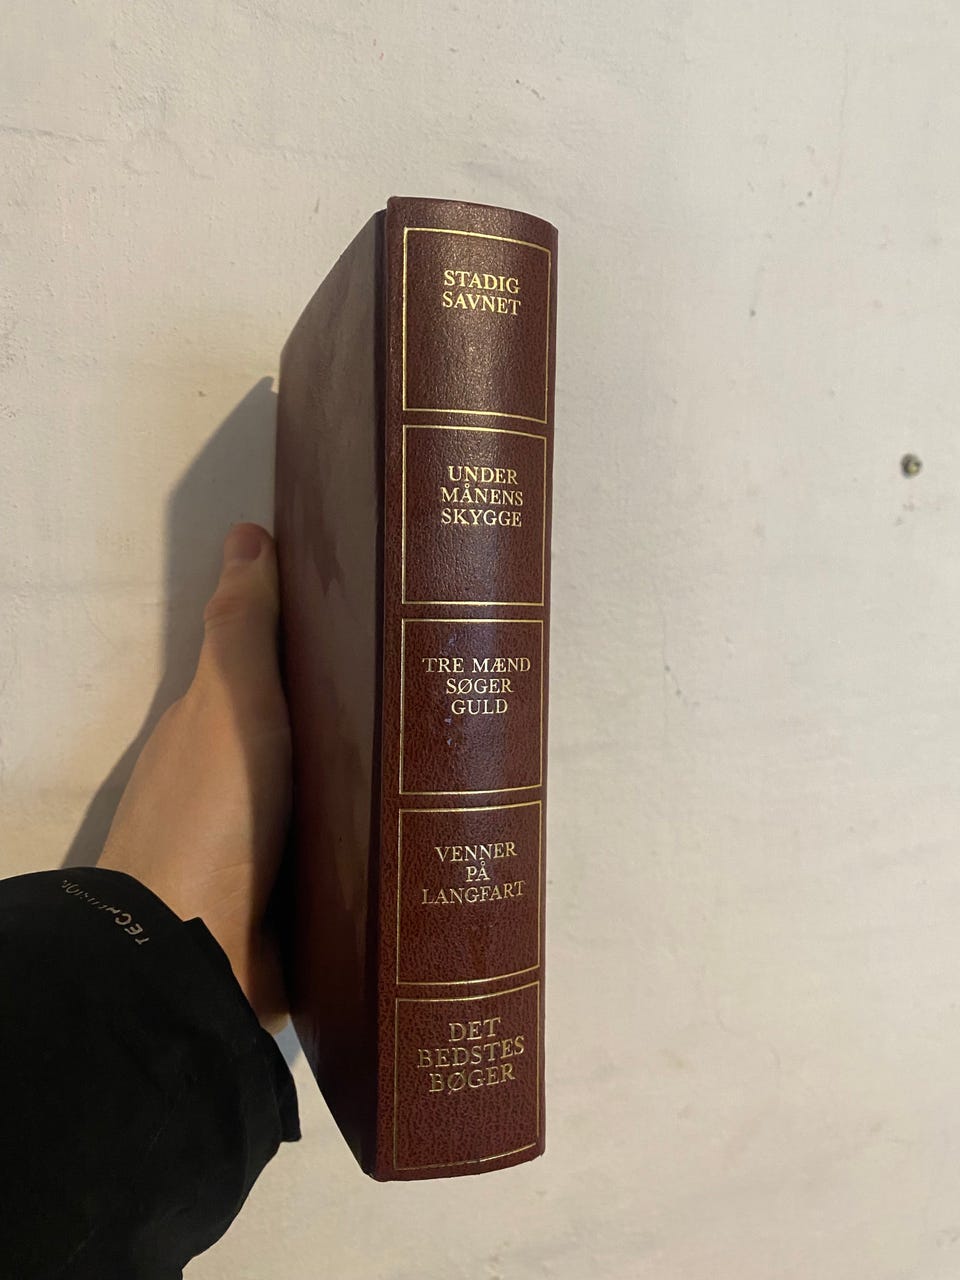 STADIG
SAVNET
UNDER
MÅNENS
SKYGGE
TRE MÆND
SØGER
GULD
VENNER
PÅ
LANGFART
DET
BEDSTES
BØGER